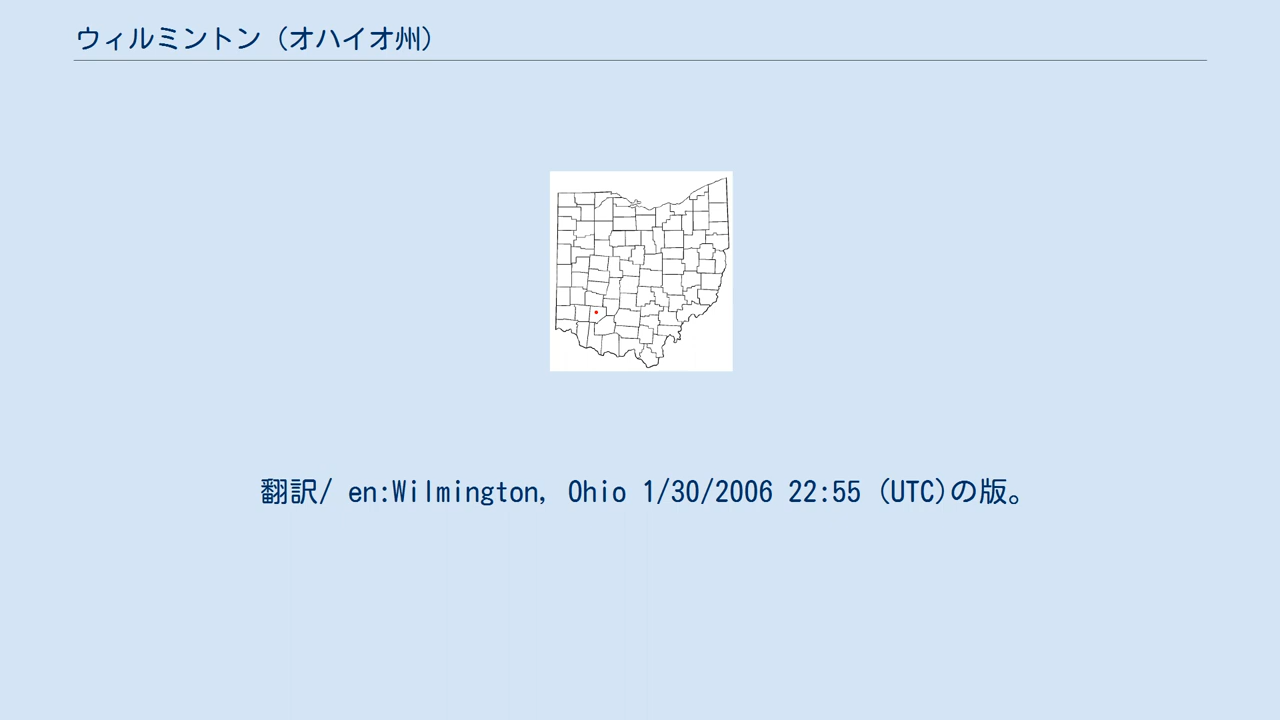 ウィルミントン（オハイオ州）
翻訳/ en:Wilmington, Ohio 1/30/2006 22:55 (UTC)の版。